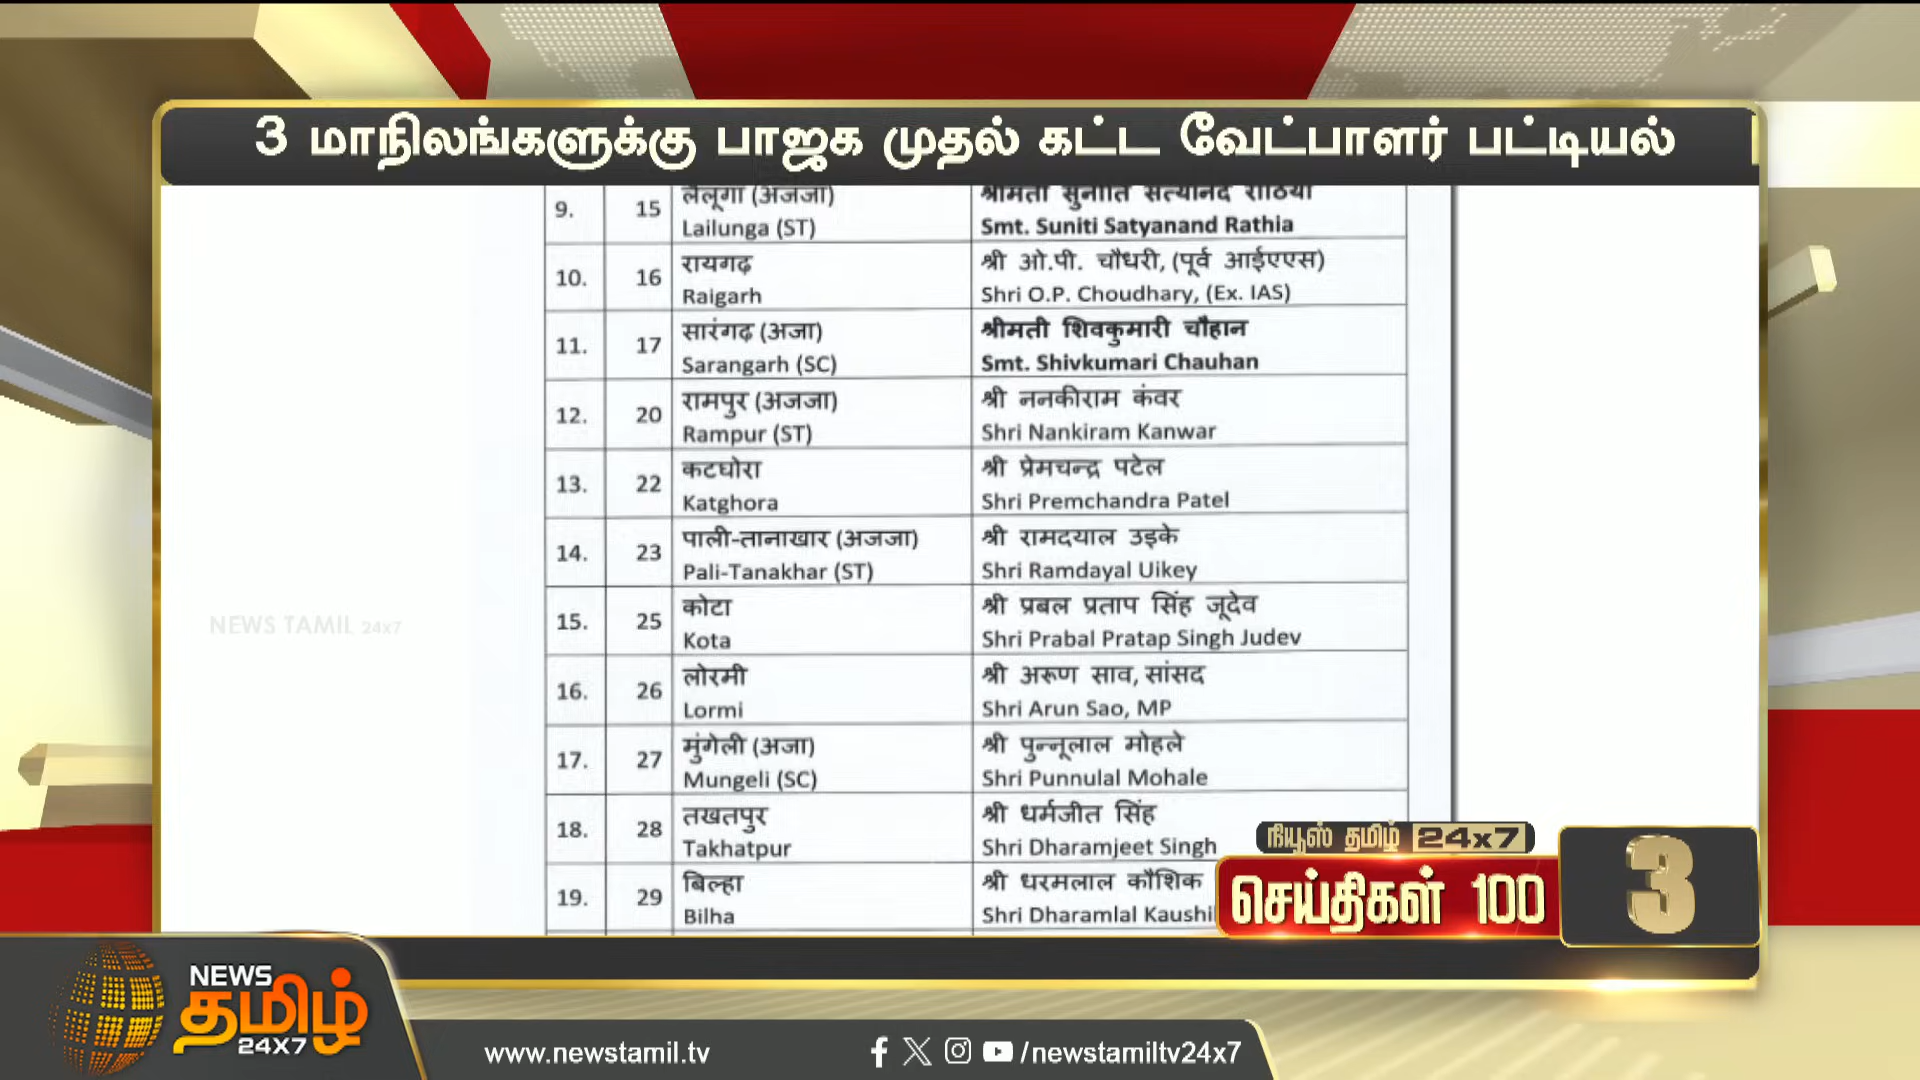 3 மாநிலங்களுக்கு பாஜக முதல் கட்ட வேட்பாளர் பட்டியல்
9. 15 लैलूंगा (अजजा) श्रीमती सुनीति सत्यानंद राठिया
Lailunga (ST) Smt. Suniti Satyanand Rathia
10. 16 रायगढ़ श्री ओ.पी. चौधरी, (पूर्व आईएएस)
Raigarh Shri O.P. Choudhary, (Ex. IAS)
11. 17 सारंगढ़ (अजा) श्रीमती शिवकुमारी चौहान
Sarangarh (SC) Smt. Shivkumari Chauhan
12. 20 रामपुर (अजजा) श्री ननकीराम कंवर
Rampur (ST) Shri Nankiram Kanwar
13. 22 कटघोरा श्री प्रेमचन्द्र पटेल
Katghora Shri Premchandra Patel
14. 23 पाली-तानाखार (अजजा) श्री रामदयाल उइके
Pali-Tanakhar (ST) Shri Ramdayal Uikey
15. 25 कोटा श्री प्रबल प्रताप सिंह जूदेव
Kota Shri Prabal Pratap Singh Judev
16. 26 लोरमी श्री अरूण साव, सांसद
Lormi Shri Arun Sao, MP
17. 27 मुंगेली (अजा) श्री पुन्नूलाल मोहले
Mungeli (SC) Shri Punnulal Mohale
18. 28 तखतपुर श्री धर्मजीत सिंह
Takhatpur Shri Dharamjeet Singh
19. 29 बिल्हा श्री धरमलाल कौशिक
Bilha Shri Dharamlal Kaushi
NEWS TAMIL 24x7
நியூஸ் தமிழ் 24x7
செய்திகள் 100 3
NEWS
தமிழ்
24X7
www.newstamil.tv /newstamiltv24x7